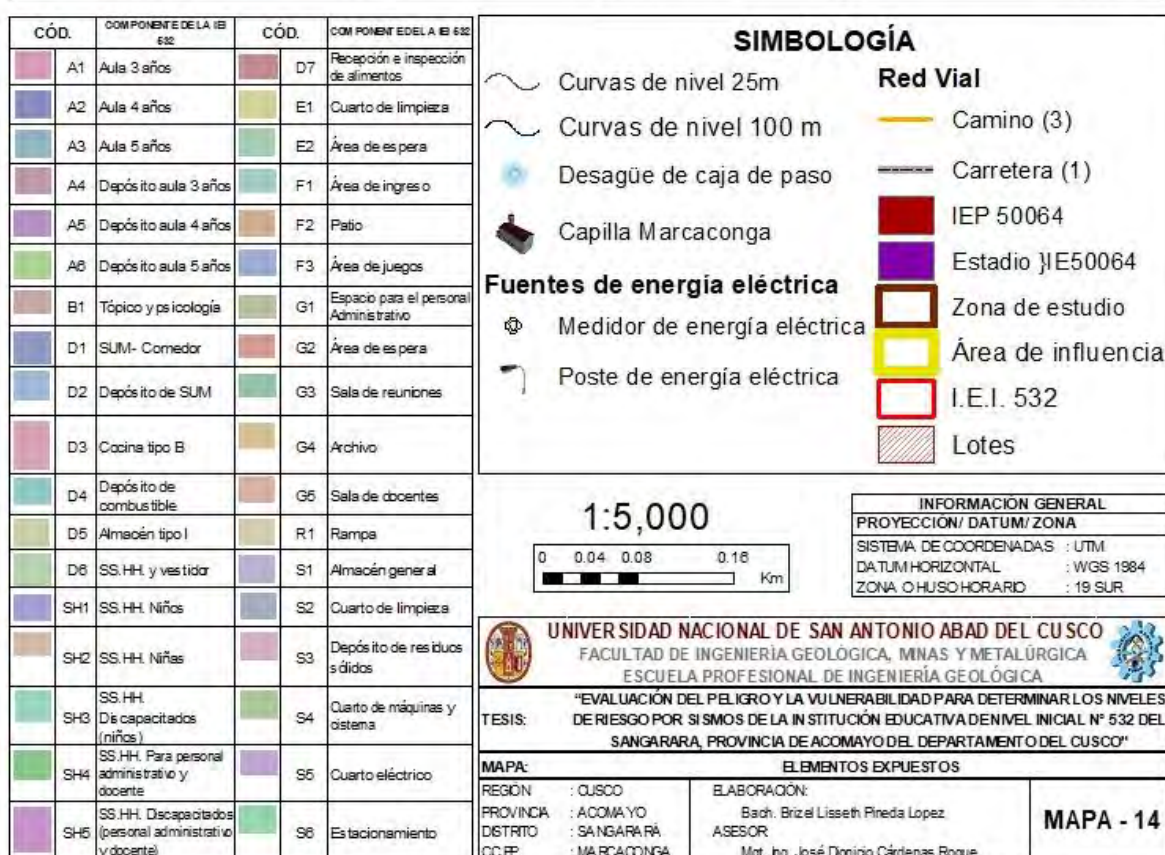 CÓD. COMPONENTE DE LA IEI 532 CÓD. COMPONENTE DE LA IEI 532
A1 Aula 3 años D7 Recepción e inspección de alimentos
A2 Aula 4 años E1 Cuarto de limpieza
A3 Aula 5 años E2 Área de espera
A4 Depósito aula 3 años F1 Área de ingreso
A5 Depósito aula 4 años F2 Patio
A6 Depósito aula 5 años F3 Área de juegos
B1 Tópico y psicología G1 Espacio para el personal Administrativo
D1 SUM- Comedor G2 Área de espera
D2 Depósito de SUM G3 Sala de reuniones
D3 Cocina tipo B G4 Archivo
D4 Depósito de combustible G5 Sala de docentes
D5 Almacén tipo I R1 Rampa
D6 SS.HH. y vestidor S1 Almacén general
SH1 SS.HH. Niños S2 Cuarto de limpieza
SH2 SS.HH. Niñas S3 Depósito de residuos sólidos
SH3 SS.HH. Discapacitados (niños) S4 Cuarto de máquinas y cisterna
SH4 SS.HH. Para personal administrativo y docente S5 Cuarto eléctrico
SH5 SS.HH. Discapacitados (personal administrativo y docente) S6 Estacionamiento
SIMBOLOGÍA
Curvas de nivel 25m
Curvas de nivel 100 m
Desagüe de caja de paso
Capilla Marcaconga
Fuentes de energía eléctrica
Medidor de energía eléctrica
Poste de energía eléctrica
Red Vial
Camino (3)
Carretera (1)
IEP 50064
Estadio }IE50064
Zona de estudio
Área de influencia
I.E.I. 532
Lotes
1:5,000
0 0.04 0.08 0.16
Km
INFORMACIÓN GENERAL
PROYECCIÓN/ DATUM/ ZONA
SISTEMA DE COORDENADAS : UTM
DATUM HORIZONTAL : WGS 1984
ZONA O HUSO HORARIO : 19 SUR
UNIVERSIDAD NACIONAL DE SAN ANTONIO ABAD DEL CUSCO
FACULTAD DE INGENIERÌA GEOLÓGICA, MINAS Y METALÚRGICA
ESCUELA PROFESIONAL DE INGENIERÍA GEOLÓGICA
TESIS: "EVALUACIÓN DEL PELIGRO Y LA VULNERABILIDAD PARA DETERMINAR LOS NIVELES
DE RIESGO POR SISMOS DE LA INSTITUCIÓN EDUCATIVA DE NIVEL INICIAL Nº 532 DEL
SANGARARA, PROVINCIA DE ACOMAYO DEL DEPARTAMENTO DEL CUSCO"
MAPA: ELEMENTOS EXPUESTOS
REGIÓN : CUSCO
PROVINCIA : ACOMAYO
DISTRITO : SANGARARÁ
CC.PP : MARCACONGA
ELABORACIÓN:
Bach. Brizel Lisseth Pineda Lopez
ASESOR
Mgt. Ing. José Dionicio Cárdenas Roque
MAPA - 14